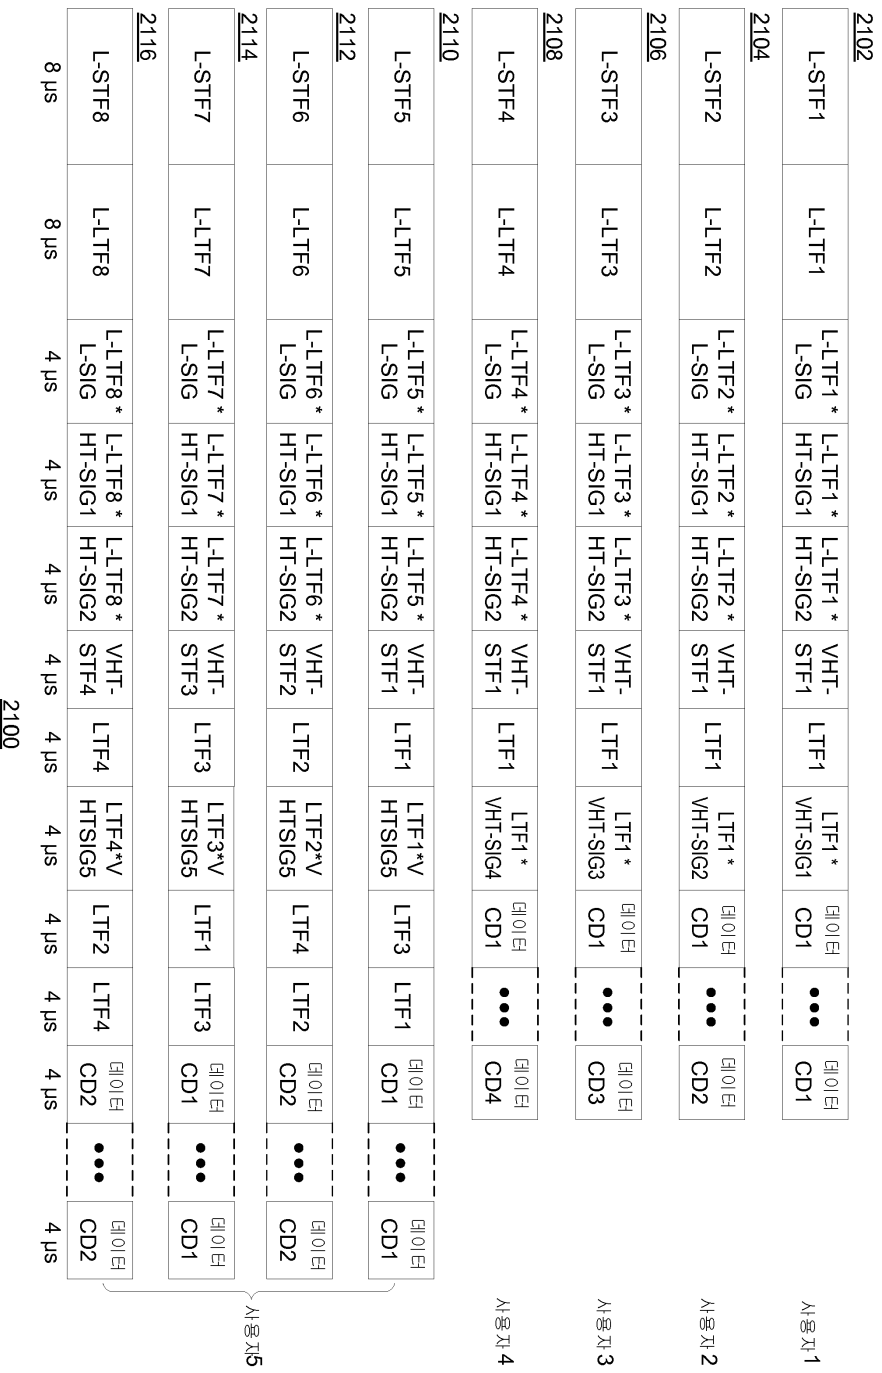 2102
L-STF1
L-LTF1
L-LTF1 *
L-SIG
L-LTF1 *
HT-SIG1
L-LTF1 *
HT-SIG2
VHT-
STF1
LTF1
LTF1 *
VHT-SIG1
데이터
CD1
데이터
CD1
사용자 1
2104
L-STF2
L-LTF2
L-LTF2 *
L-SIG
L-LTF2 *
HT-SIG1
L-LTF2 *
HT-SIG2
VHT-
STF1
LTF1
LTF1 *
VHT-SIG2
데이터
CD1
데이터
CD2
사용자 2
2106
L-STF3
L-LTF3
L-LTF3 *
L-SIG
L-LTF3 *
HT-SIG1
L-LTF3 *
HT-SIG2
VHT-
STF1
LTF1
LTF1 *
VHT-SIG3
데이터
CD1
데이터
CD3
사용자 3
2108
L-STF4
L-LTF4
L-LTF4 *
L-SIG
L-LTF4 *
HT-SIG1
L-LTF4 *
HT-SIG2
VHT-
STF1
LTF1
LTF1 *
VHT-SIG4
데이터
CD1
데이터
CD4
사용자 4
2110
L-STF5
L-LTF5
L-LTF5 *
L-SIG
L-LTF5 *
HT-SIG1
L-LTF5 *
HT-SIG2
VHT-
STF1
LTF1
LTF1*V
HTSIG5
LTF3
LTF1
데이터
CD1
데이터
CD1
2112
L-STF6
L-LTF6
L-LTF6 *
L-SIG
L-LTF6 *
HT-SIG1
L-LTF6 *
HT-SIG2
VHT-
STF2
LTF2
LTF2*V
HTSIG5
LTF4
LTF2
데이터
CD2
데이터
CD2
사용자5
2114
L-STF7
L-LTF7
L-LTF7 *
L-SIG
L-LTF7 *
HT-SIG1
L-LTF7 *
HT-SIG2
VHT-
STF3
LTF3
LTF3*V
HTSIG5
LTF1
LTF3
데이터
CD1
데이터
CD1
2116
L-STF8
L-LTF8
L-LTF8 *
L-SIG
L-LTF8 *
HT-SIG1
L-LTF8 *
HT-SIG2
VHT-
STF4
LTF4
LTF4*V
HTSIG5
LTF2
LTF4
데이터
CD2
데이터
CD2
8 µs
8 µs
4 µs
4 µs
4 µs
4 µs
4 µs
4 µs
4 µs
4 µs
4 µs
4 µs
2100